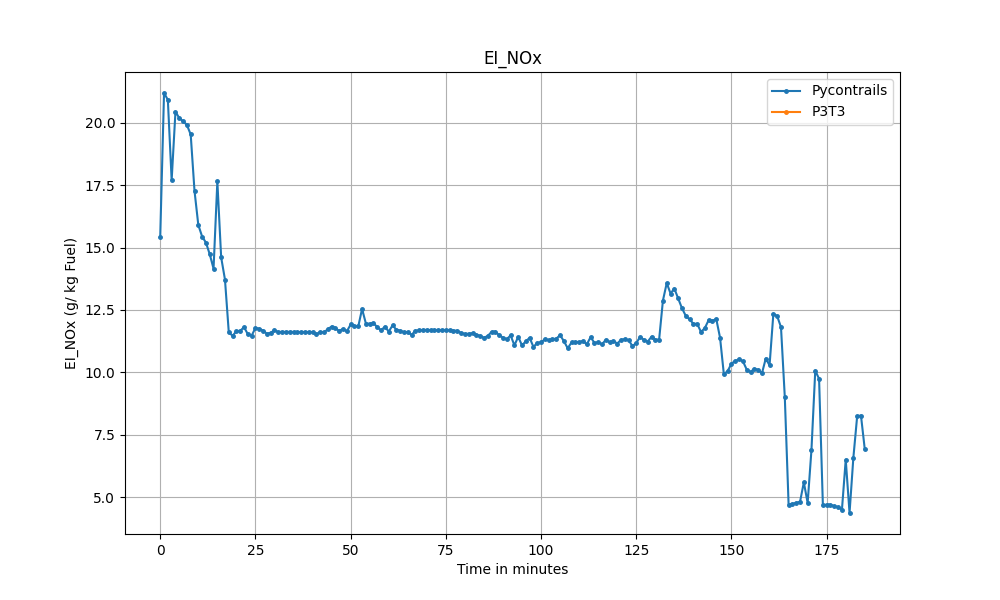 EI_NOx
Pycontrails
P3T3
EI_NOx (g/ kg Fuel)
20.0
17.5
15.0
12.5
10.0
7.5
5.0
0 25 50 75 100 125 150 175
Time in minutes